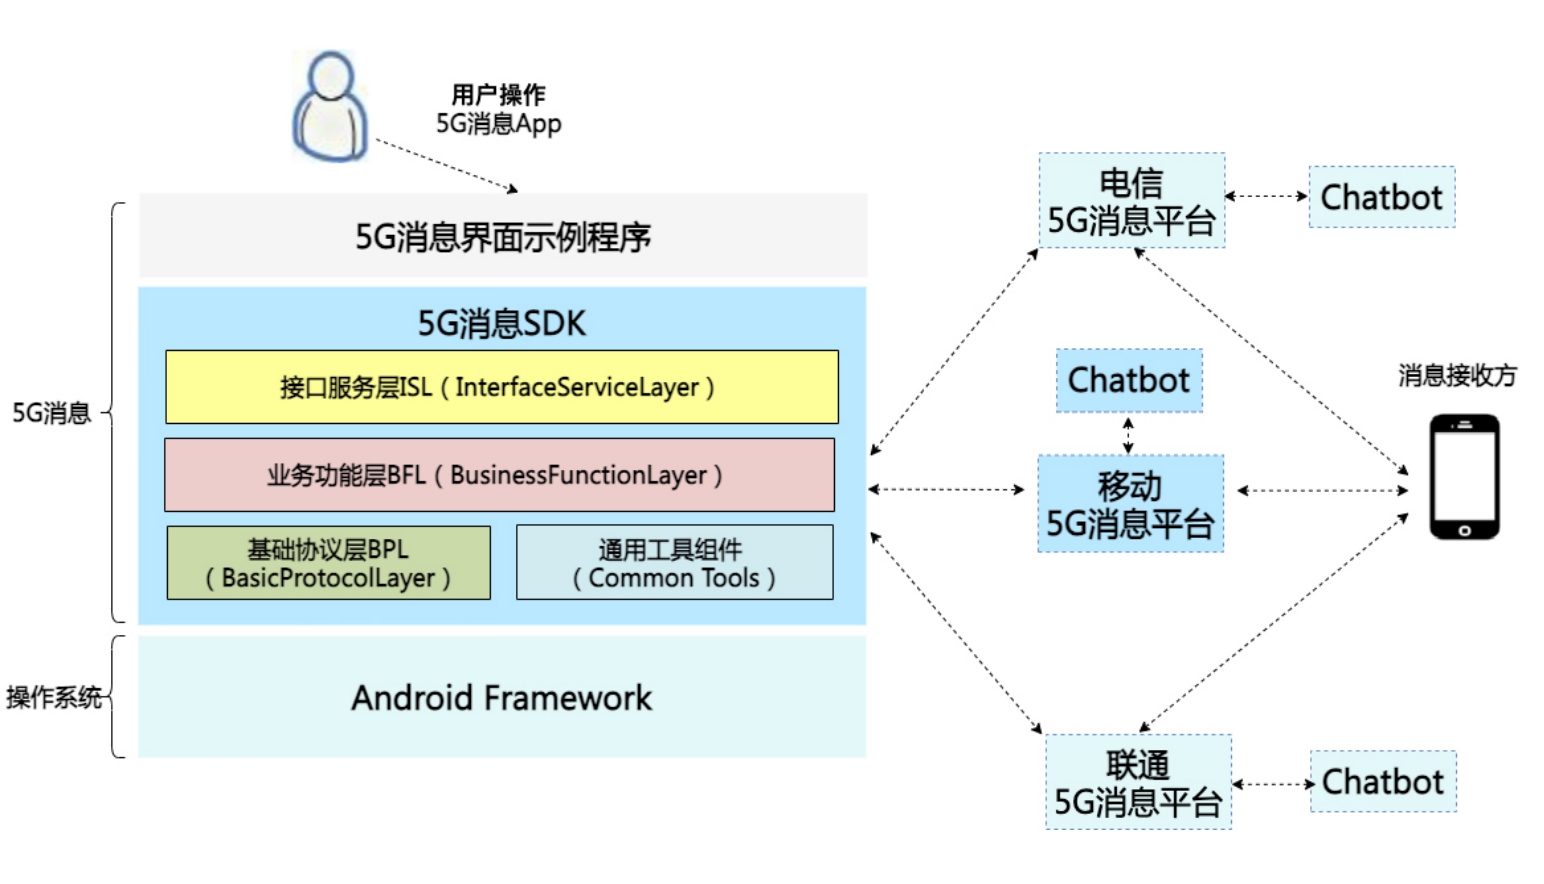 用户操作
5G消息App
5G消息界面示例程序
5G消息SDK
接口服务层ISL（InterfaceServiceLayer）
业务功能层BFL（BusinessFunctionLayer）
基础协议层BPL
（BasicProtocolLayer）
通用工具组件
（Common Tools）
5G消息
操作系统
Android Framework
电信
5G消息平台
Chatbot
Chatbot
移动
5G消息平台
消息接收方
联通
5G消息平台
Chatbot